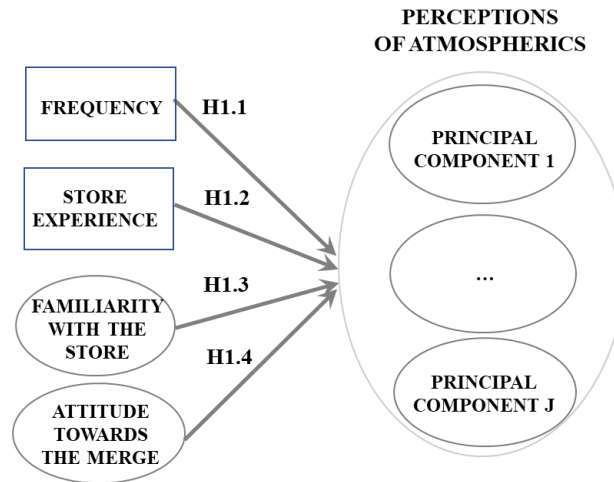 PERCEPTIONS
OF ATMOSPHERICS
FREQUENCY
H1.1
PRINCIPAL
COMPONENT 1
STORE
EXPERIENCE
H1.2
...
FAMILIARITY
WITH THE
STORE
H1.3
H1.4
PRINCIPAL
COMPONENT J
ATTITUDE
TOWARDS
THE MERGE